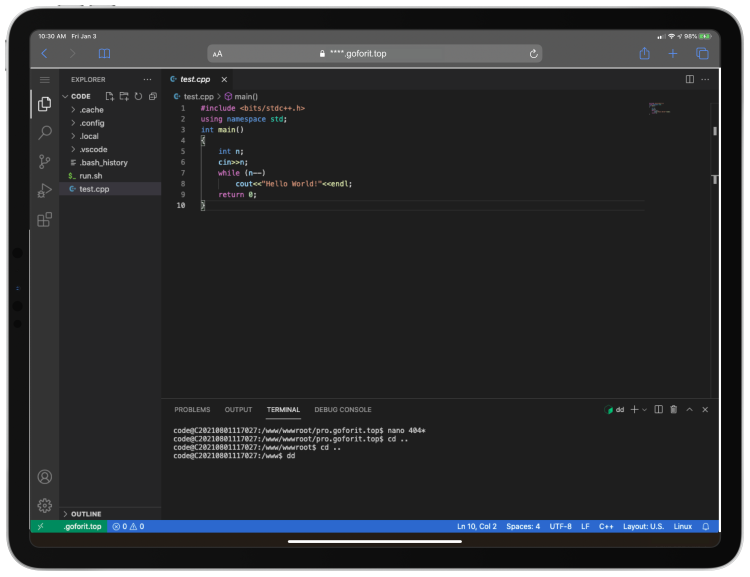 10:30 AM Fri Jan 3
98%
AA
****.goforit.top
EXPLORER
CODE
.cache
.config
.local
.vscode
.bash_history
$_ run.sh
test.cpp
OUTLINE
test.cpp
test.cpp > main()
1 #include <bits/stdc++.h>
2 using namespace std;
3 int main()
4 {
5 int n;
6 cin>>n;
7 while (n--)
8 cout<<"Hello World!"<<endl;
9 return 0;
10 }
PROBLEMS OUTPUT TERMINAL DEBUG CONSOLE
dd
code@C20210801117027:/www/wwwroot/pro.goforit.top$ nano 404*
code@C20210801117027:/www/wwwroot/pro.goforit.top$ cd ..
code@C20210801117027:/www/wwwroot$ cd ..
code@C20210801117027:/www$ dd
.goforit.top 0 0
Ln 10, Col 2 Spaces: 4 UTF-8 LF C++ Layout: U.S. Linux